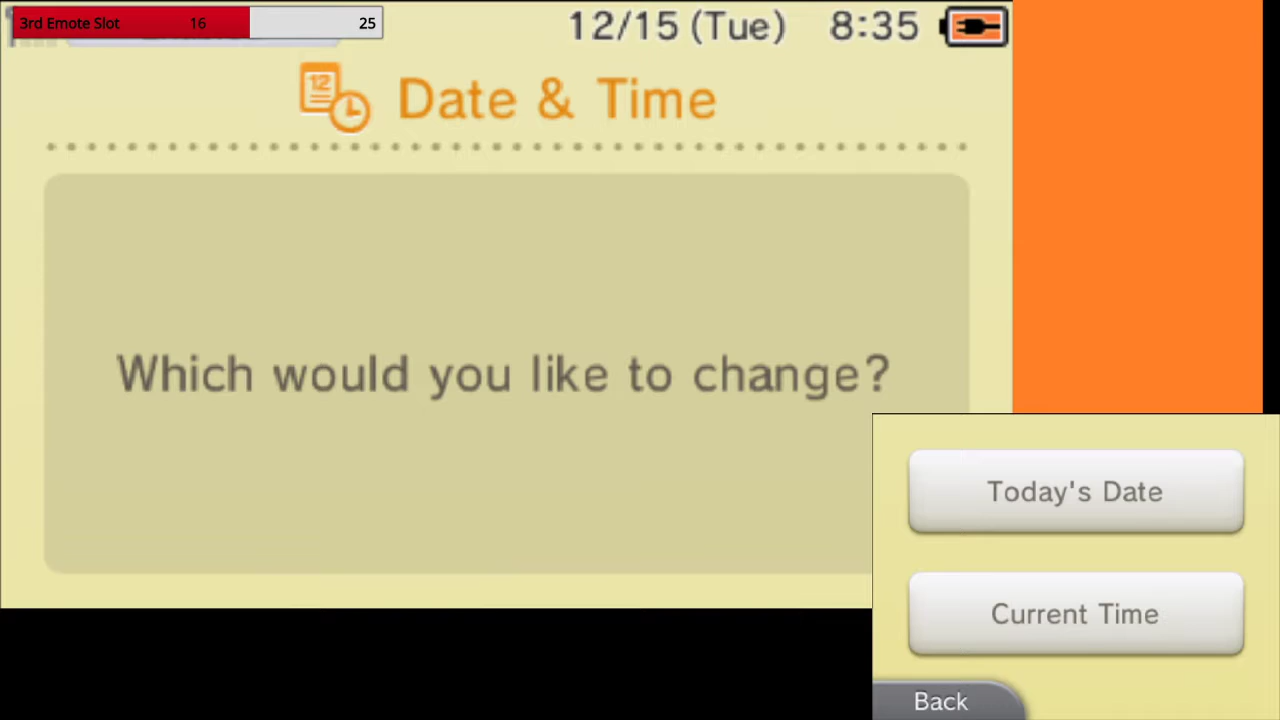 3rd Emote Slot 16 25
12/15 (Tue) 8:35
12
Date & Time
Which would you like to change?
Today's Date
Current Time
Back